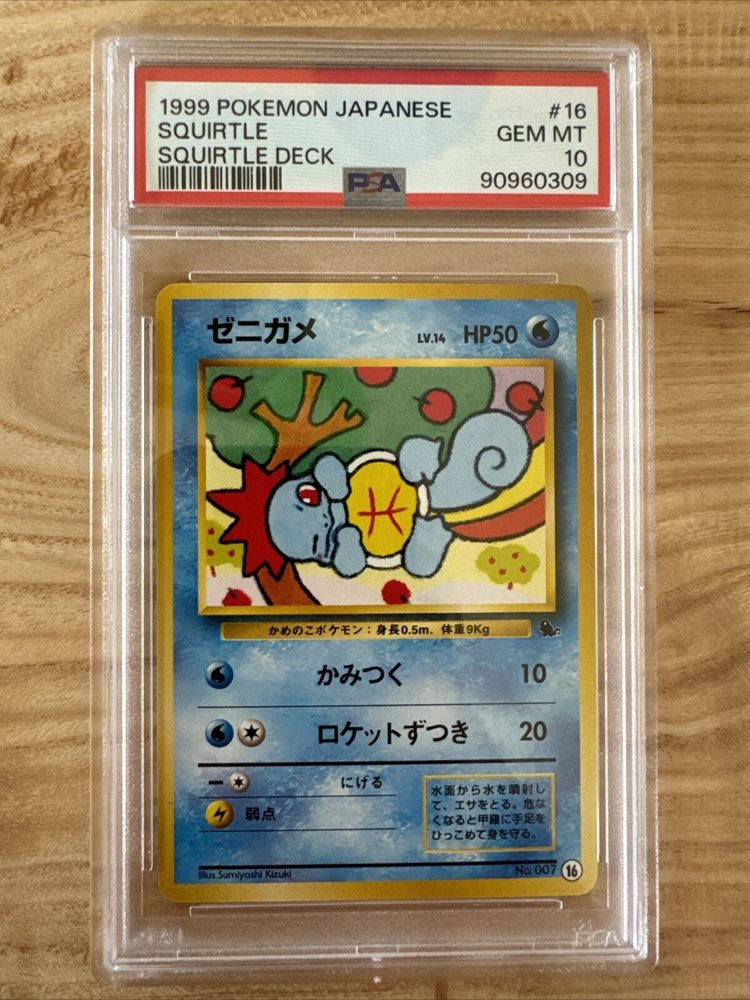 1999 POKEMON JAPANESE #16
SQUIRTLE GEM MT
SQUIRTLE DECK 10
PSA 90960309
ゼニガメ LV.14 HP50
かめのこポケモン：身長0.5m、体重9Kg
かみつく 10
ロケットずつき 20
にげる
弱点
水面から水を噴射し
て、エサをとる。危な
くなると甲羅に手足を
ひっこめて身を守る。
Illus Sumiyoshi Kizuki No. 007 16
PSA